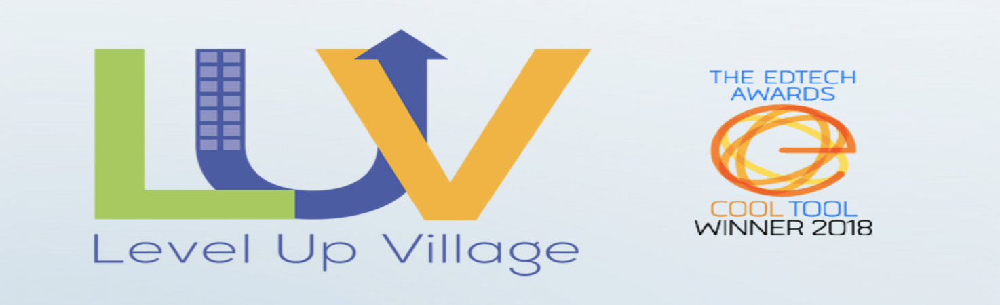 LUV
Level Up Village
THE EDTECH
AWARDS
e
COOL TOOL
WINNER 2018